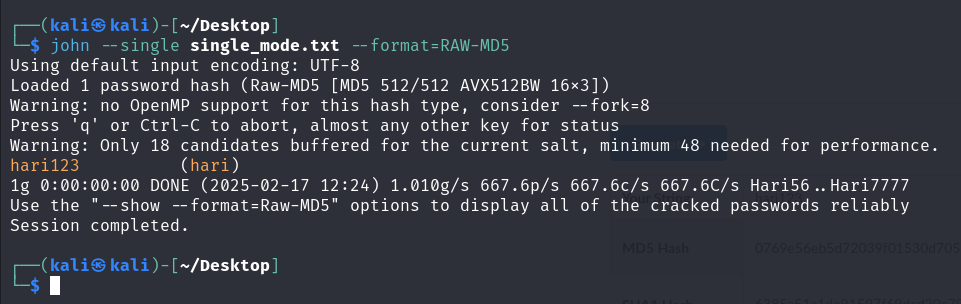 ┌──(kali㉿kali)-[~/Desktop]
└─$ john --single single_mode.txt --format=RAW-MD5
Using default input encoding: UTF-8
Loaded 1 password hash (Raw-MD5 [MD5 512/512 AVX512BW 16×3])
Warning: no OpenMP support for this hash type, consider --fork=8
Press 'q' or Ctrl-C to abort, almost any other key for status
Warning: Only 18 candidates buffered for the current salt, minimum 48 needed for performance.
hari123          (hari)
1g 0:00:00:00 DONE (2025-02-17 12:24) 1.010g/s 667.6p/s 667.6c/s 667.6C/s Hari56..Hari7777
Use the "--show --format=Raw-MD5" options to display all of the cracked passwords reliably
Session completed.
MD5 Hash 0769e56eb5d72039f01530d705
┌──(kali㉿kali)-[~/Desktop]
└─$